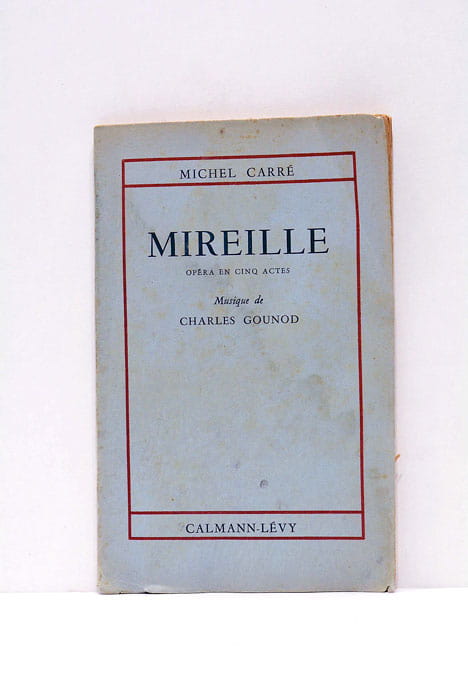 MICHEL CARRÉ
MIREILLE
OPÉRA EN CINQ ACTES
Musique de
CHARLES GOUNOD
CALMANN-LÉVY